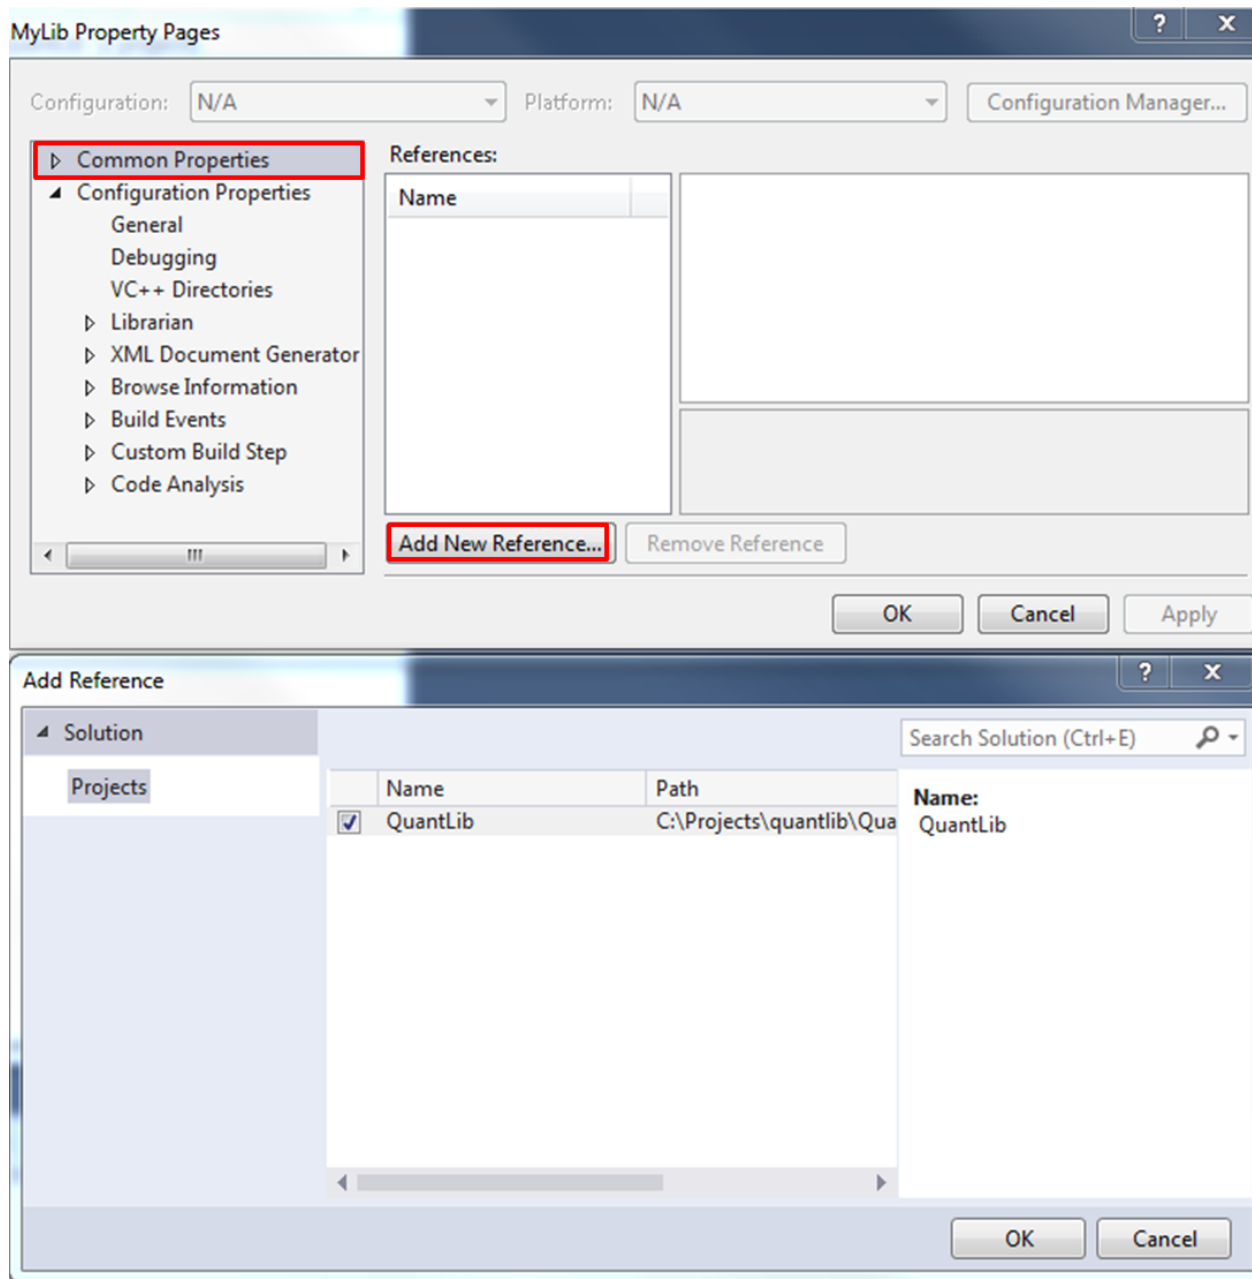 MyLib Property Pages
Configuration: N/A Platform: N/A Configuration Manager...
Common Properties
Configuration Properties
General
Debugging
VC++ Directories
Librarian
XML Document Generator
Browse Information
Build Events
Custom Build Step
Code Analysis
References:
Name
Add New Reference... Remove Reference
OK Cancel Apply
Add Reference
Solution
Projects
Search Solution (Ctrl+E)
Name Path
QuantLib C:\Projects\quantlib\Qua
Name:
QuantLib
OK Cancel